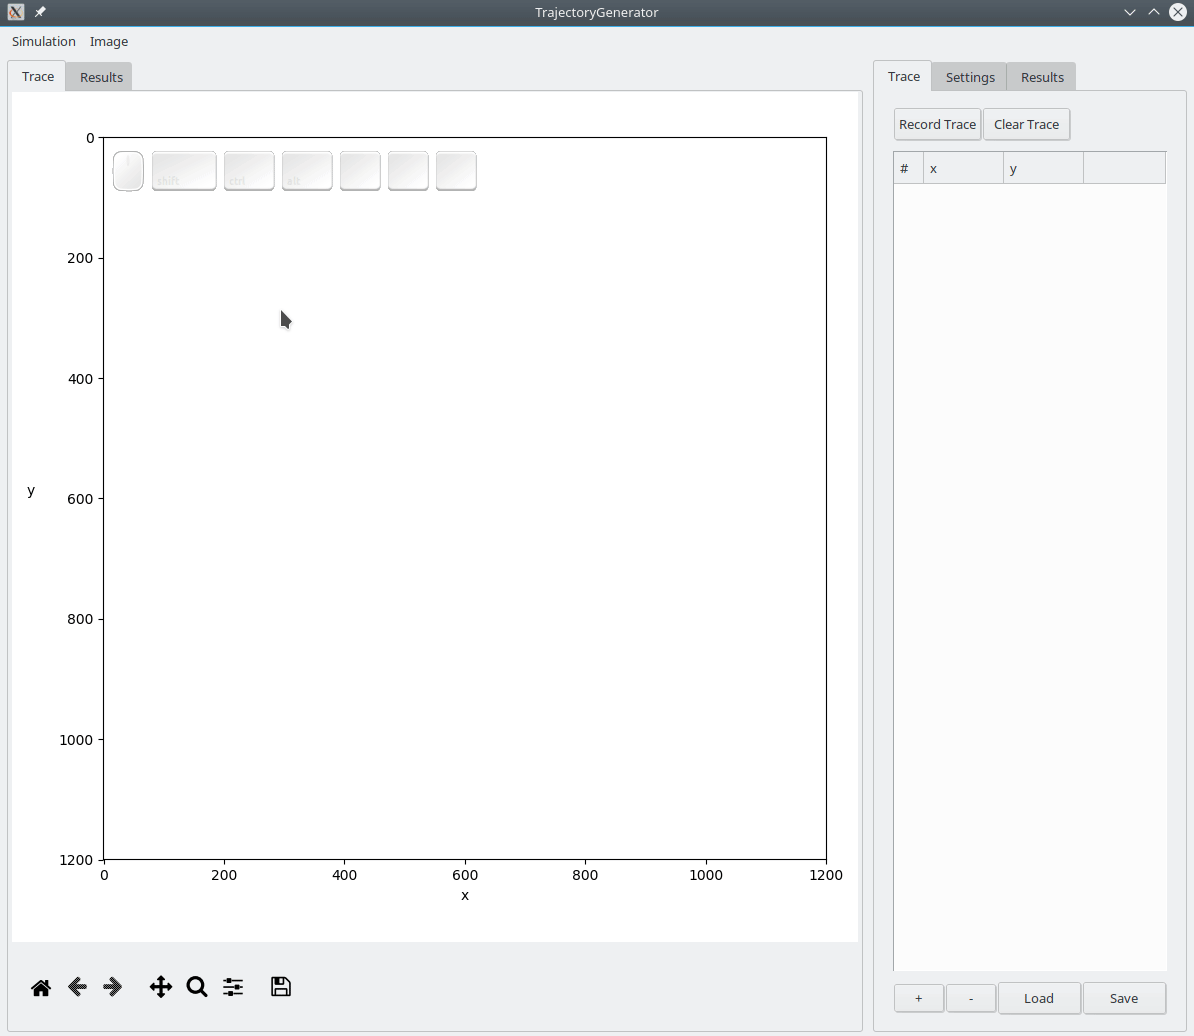 TrajectoryGenerator
Simulation Image
Trace Results
Trace Settings Results
Record Trace Clear Trace
# x y
0
shift ctrl alt
200
400
y
600
800
1000
1200
0 200 400 600 800 1000 1200
x
+ - Load Save